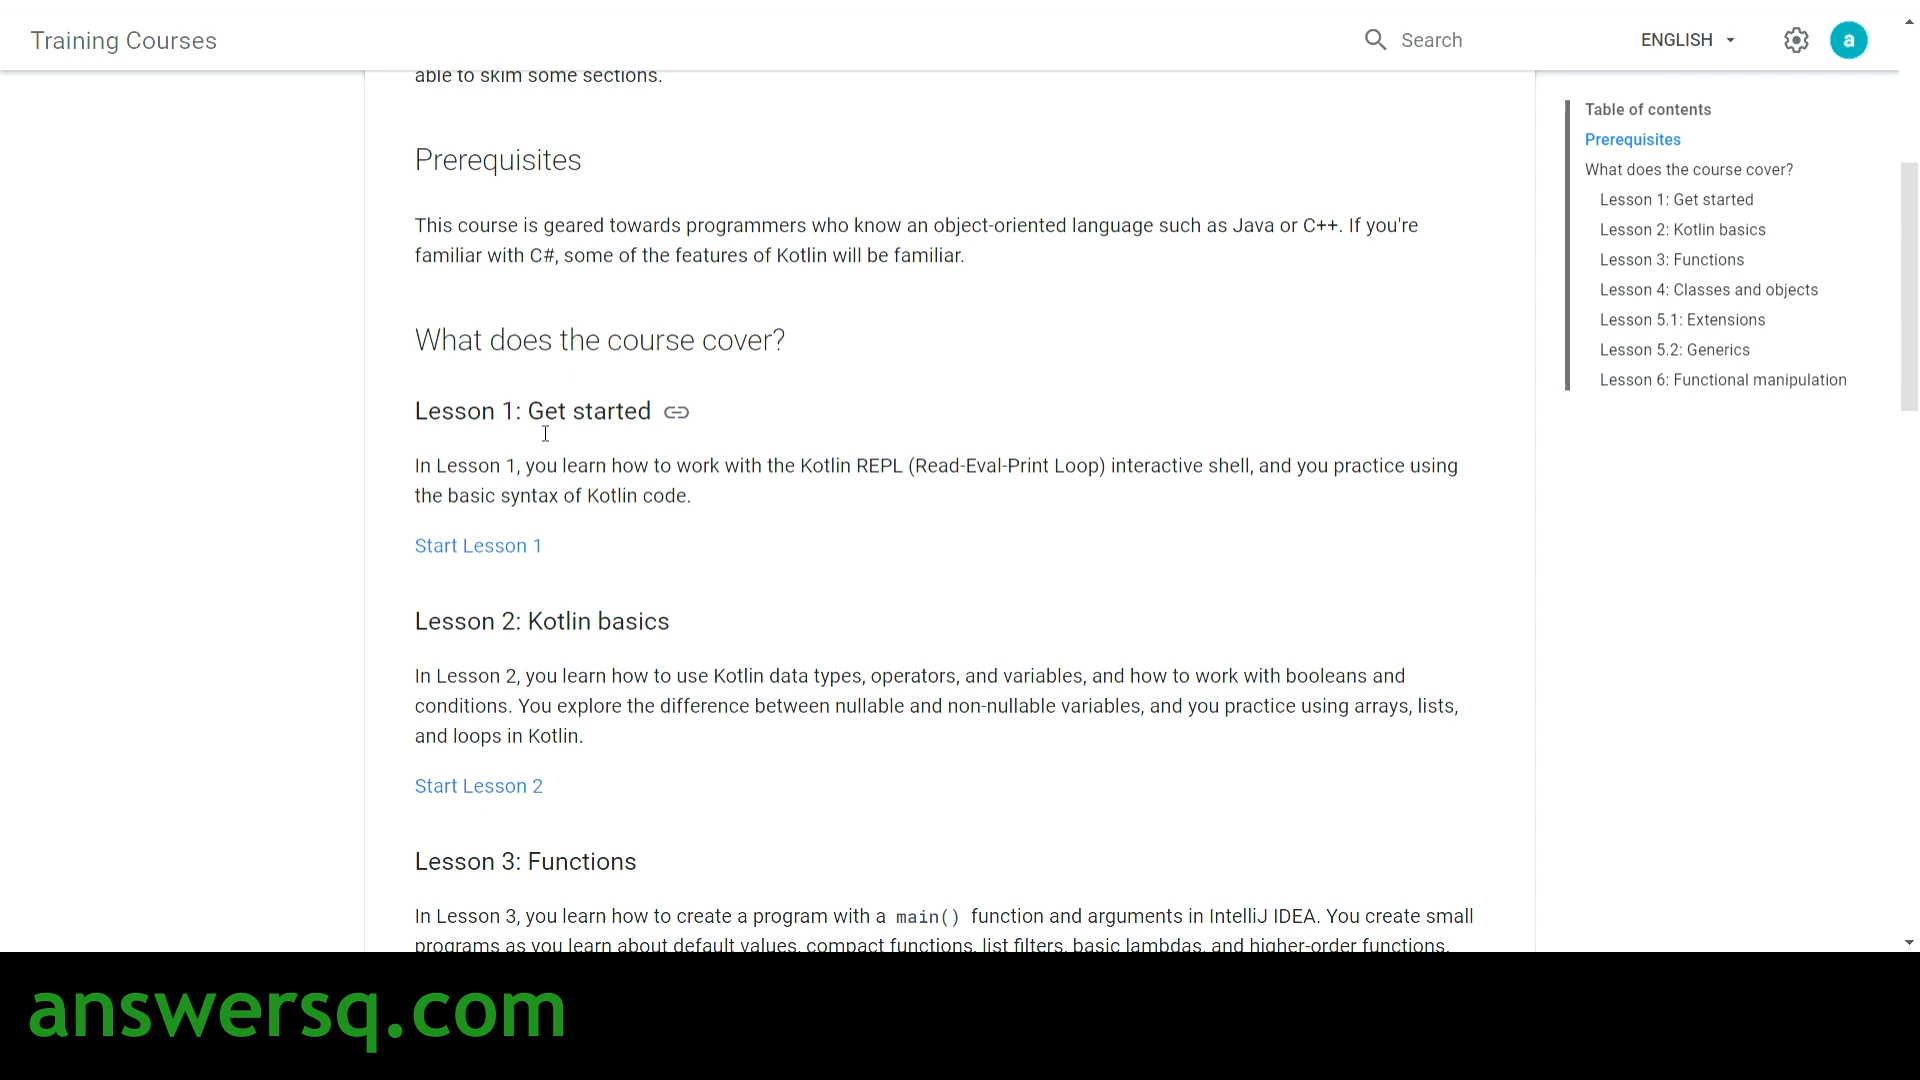 Training Courses
Search
ENGLISH
a
able to skim some sections.
Prerequisites
This course is geared towards programmers who know an object-oriented language such as Java or C++. If you're
familiar with C#, some of the features of Kotlin will be familiar.
What does the course cover?
Lesson 1: Get started
In Lesson 1, you learn how to work with the Kotlin REPL (Read-Eval-Print Loop) interactive shell, and you practice using
the basic syntax of Kotlin code.
Start Lesson 1
Lesson 2: Kotlin basics
In Lesson 2, you learn how to use Kotlin data types, operators, and variables, and how to work with booleans and
conditions. You explore the difference between nullable and non-nullable variables, and you practice using arrays, lists,
and loops in Kotlin.
Start Lesson 2
Lesson 3: Functions
In Lesson 3, you learn how to create a program with a main() function and arguments in IntelliJ IDEA. You create small
programs as you learn about default values, compact functions, list filters, basic lambdas, and higher-order functions.
Table of contents
Prerequisites
What does the course cover?
Lesson 1: Get started
Lesson 2: Kotlin basics
Lesson 3: Functions
Lesson 4: Classes and objects
Lesson 5.1: Extensions
Lesson 5.2: Generics
Lesson 6: Functional manipulation
answersq.com